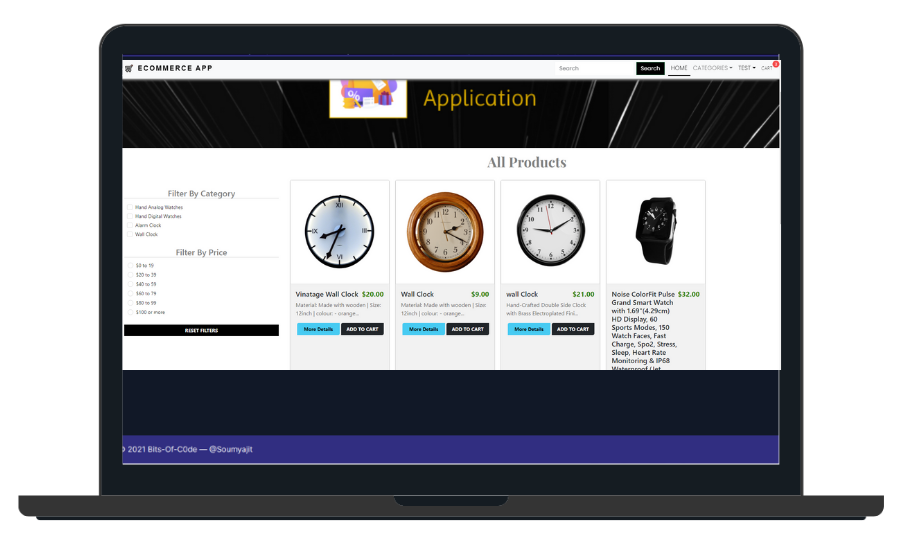 ECOMMERCE APP
Search
Search
HOME
CATEGORIES
TEST
CART
%
Application
All Products
Filter By Category
Hand Analog Watches
Hand Digital Watches
Alarm Clock
Wall Clock
Filter By Price
$0 to 19
$20 to 39
$40 to 59
$60 to 79
$80 to 99
$100 or more
RESET FILTERS
Vinatage Wall Clock $20.00
Material: Made with wooden | Size:
12inch | colour: - orange...
More Details
ADD TO CART
Wall Clock $9.00
Material: Made with wooden | Size:
12inch | colour: - orange...
More Details
ADD TO CART
wall Clock $21.00
Hand-Crafted Double Side Clock
with Brass Electroplated Fini...
More Details
ADD TO CART
Noise ColorFit Pulse $32.00
Grand Smart Watch
with 1.69"(4.29cm)
HD Display, 60
Sports Modes, 150
Watch Faces, Fast
Charge, Spo2, Stress,
Sleep, Heart Rate
Monitoring & IP68
Waterproof
© 2021 Bits-Of-C0de — @Soumyajit